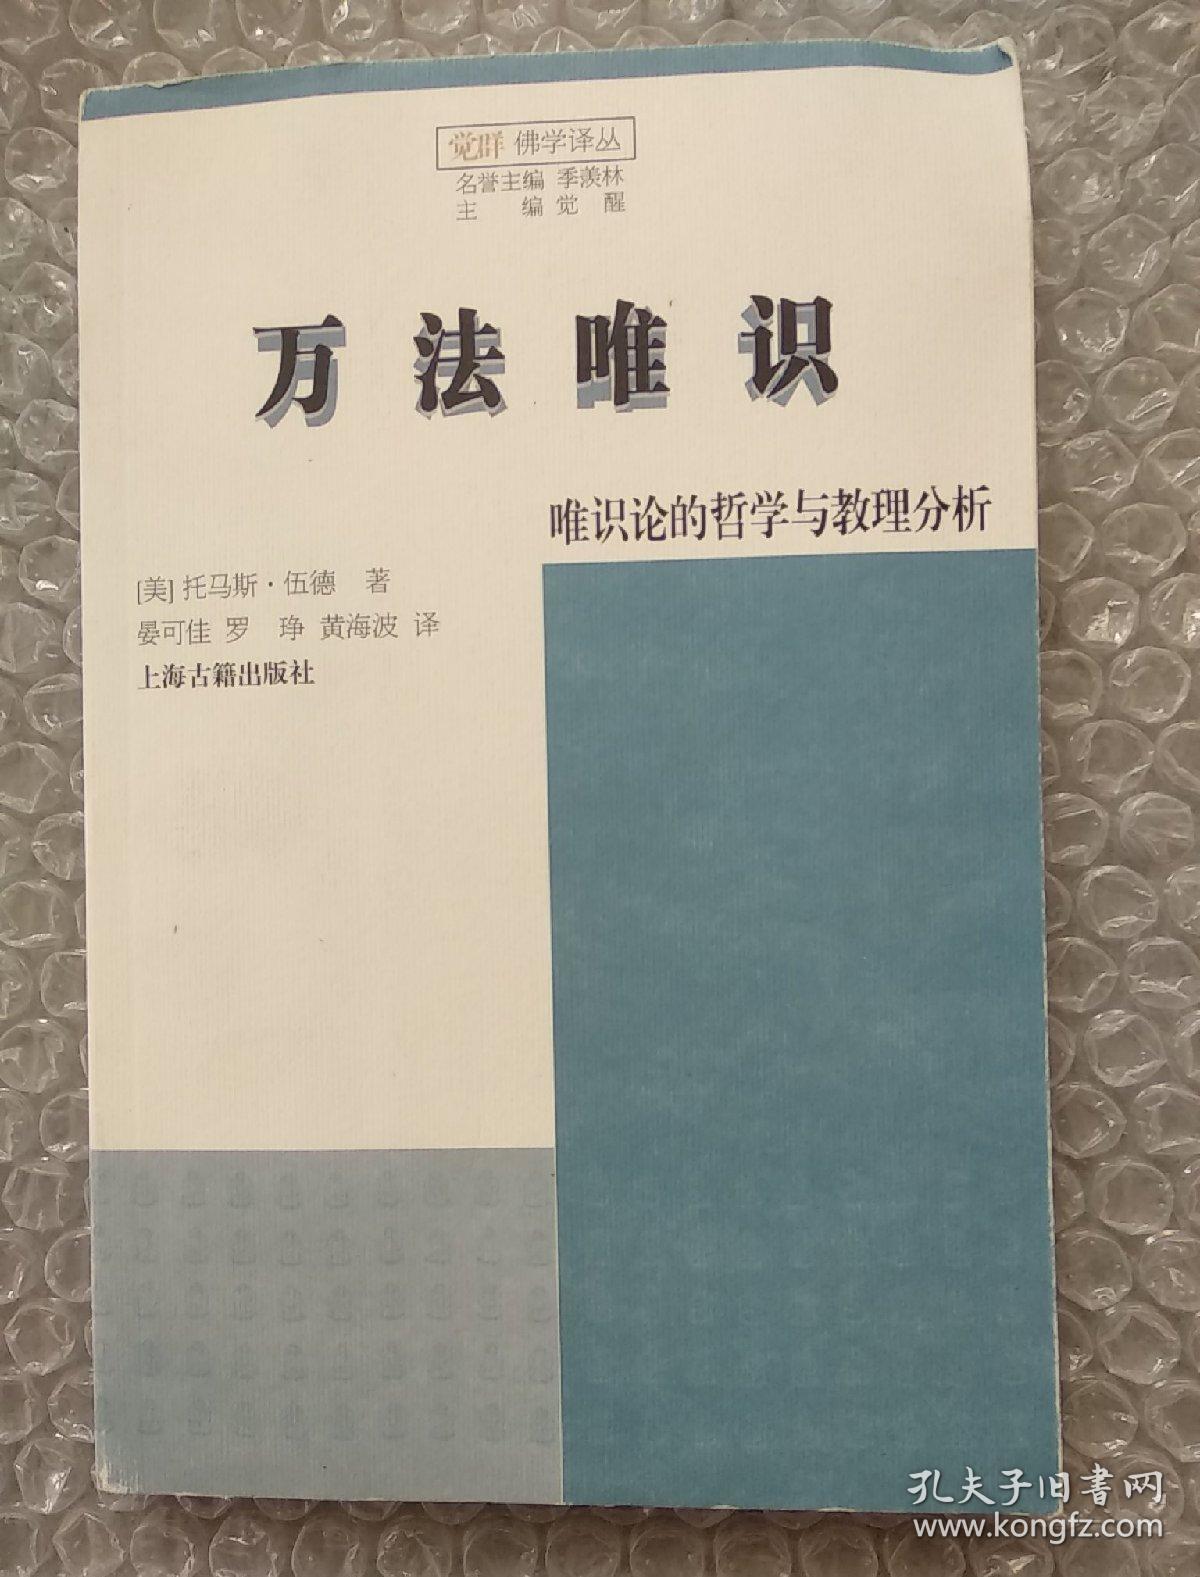 觉群 佛学译丛
名誉主编 季羡林
主 编 觉 醒
万法唯识
唯识论的哲学与教理分析
[美] 托马斯·伍德 著
晏可佳 罗 琤 黄海波 译
上海古籍出版社
孔夫子旧书网
www.kongfz.com